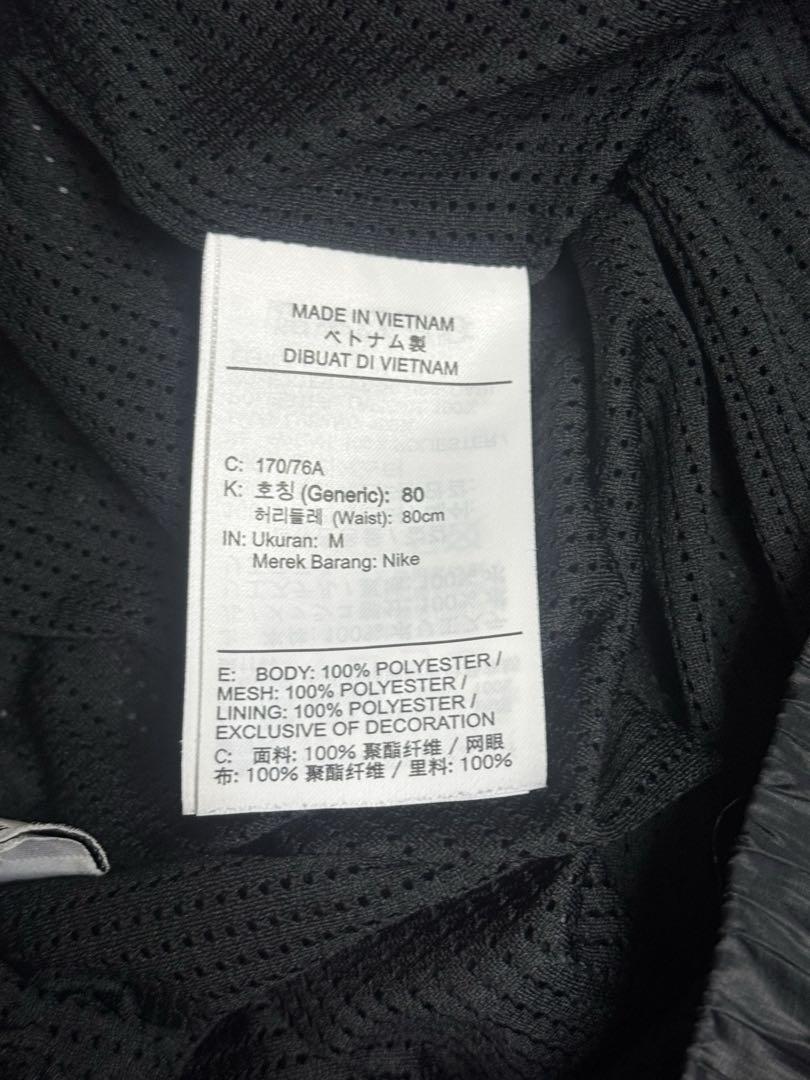 MADE IN VIETNAM
ベトナム製
DIBUAT DI VIETNAM
C: 170/76A
K: 호칭 (Generic): 80
허리둘레 (Waist): 80cm
IN: Ukuran: M
Merek Barang: Nike
E: BODY: 100% POLYESTER /
MESH: 100% POLYESTER /
LINING: 100% POLYESTER /
EXCLUSIVE OF DECORATION
C: 面料: 100% 聚酯纤维 / 网眼
布: 100% 聚酯纤维 / 里料: 100%